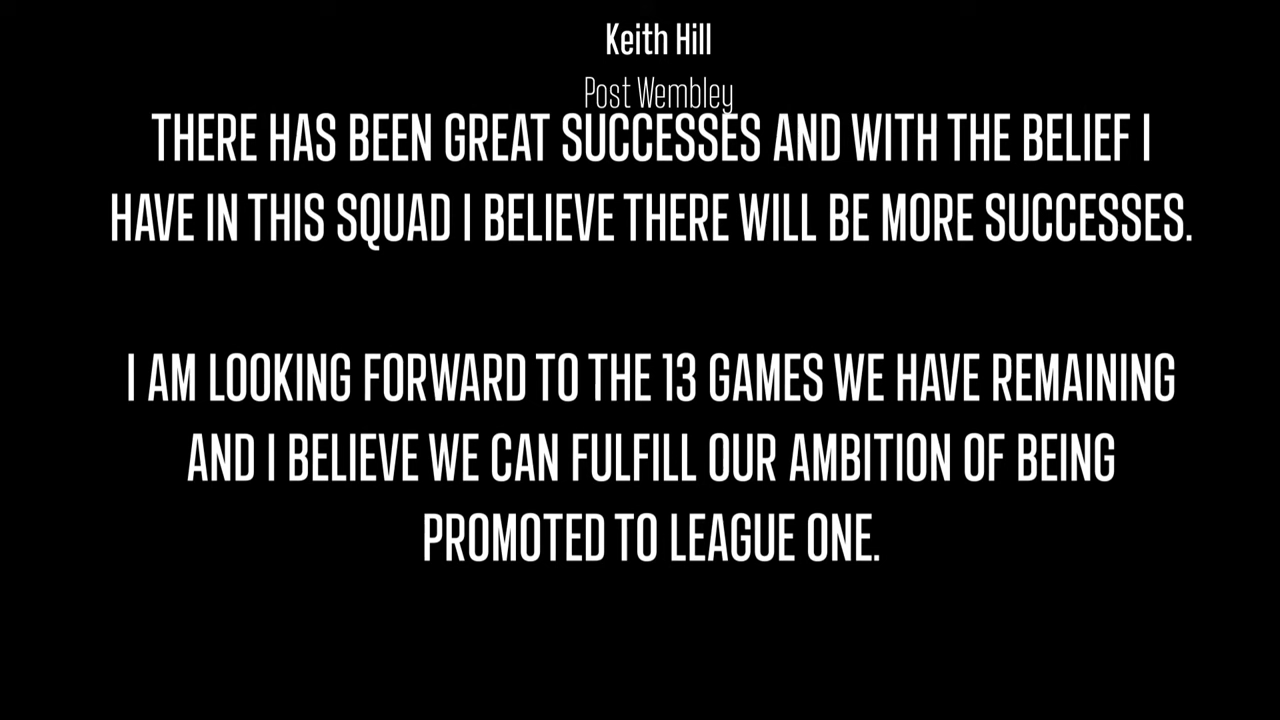 Keith Hill
Post Wembley
THERE HAS BEEN GREAT SUCCESSES AND WITH THE BELIEF I
HAVE IN THIS SQUAD I BELIEVE THERE WILL BE MORE SUCCESSES.
I AM LOOKING FORWARD TO THE 13 GAMES WE HAVE REMAINING
AND I BELIEVE WE CAN FULFILL OUR AMBITION OF BEING
PROMOTED TO LEAGUE ONE.